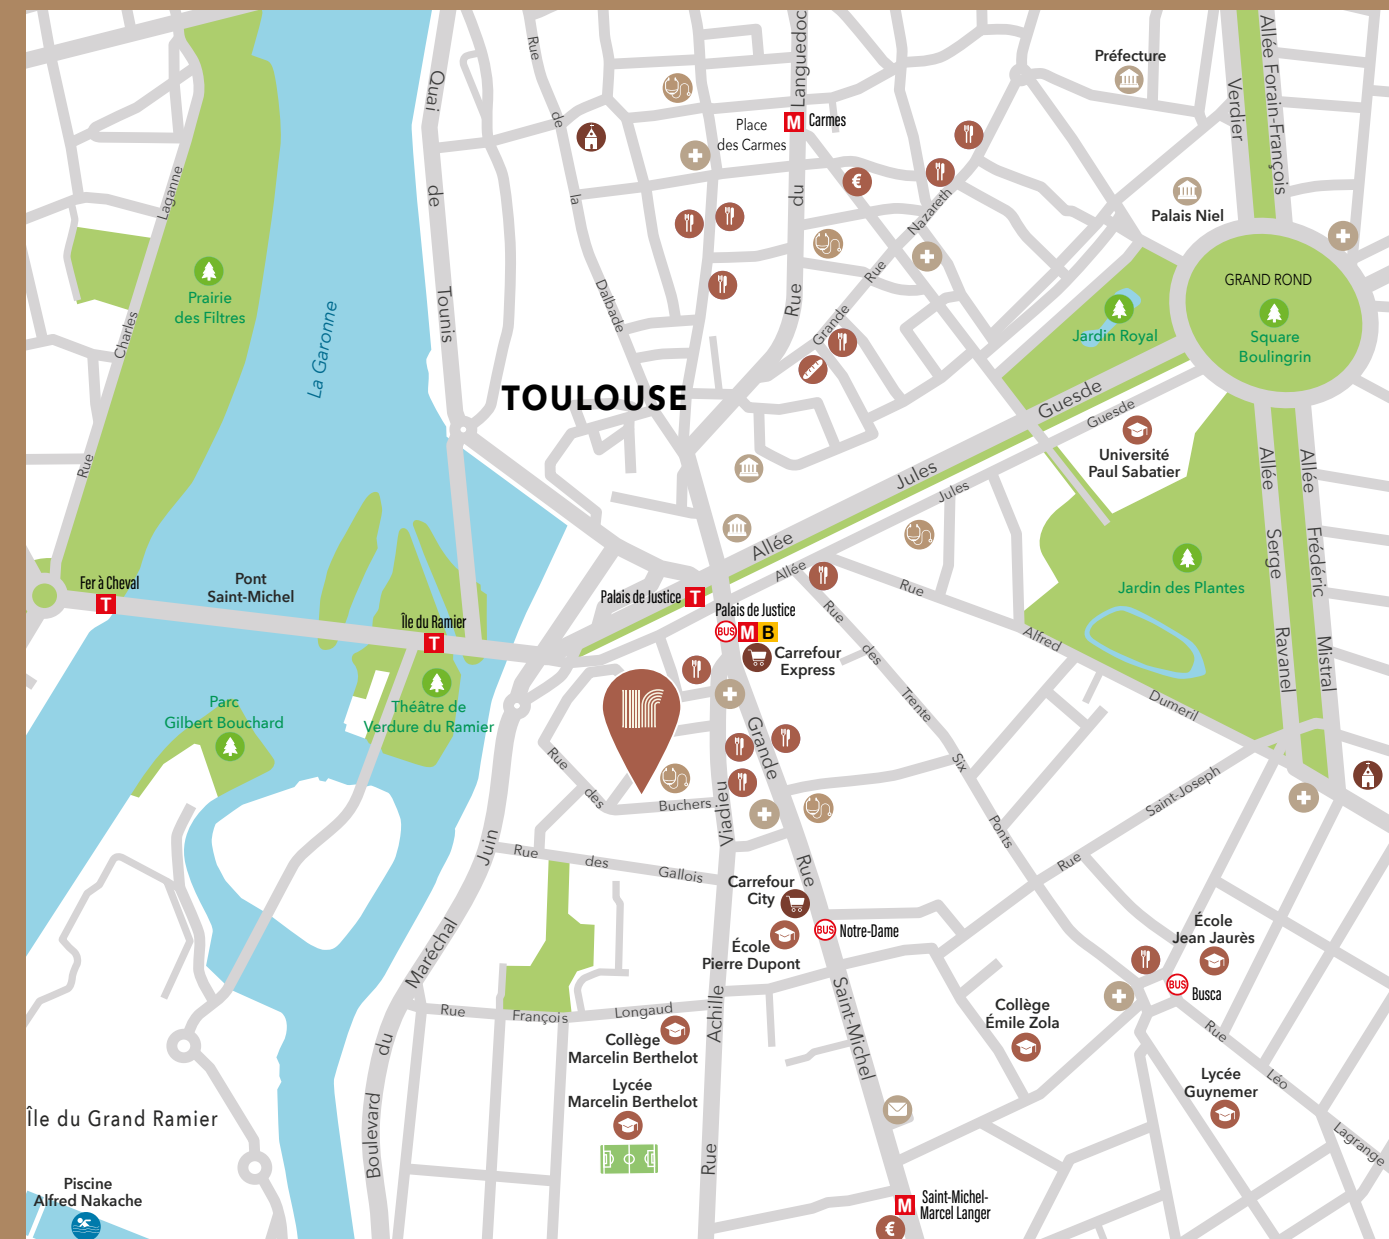 Préfecture
Place
des Carmes
M
Carmes
€
Palais Niel
GRAND ROND
Square
Boulingrin
Jardin Royal
Prairie
des Filtres
La Garonne
TOULOUSE
Université
Paul Sabatier
Jardin des Plantes
Fer à Cheval
T
Pont
Saint-Michel
Île du Ramier
T
Palais de Justice
T
Palais de Justice
BUS
M
B
Carrefour
Express
Parc
Gilbert Bouchard
Théâtre de
Verdure du Ramier
Carrefour
City
École
Pierre Dupont
BUS
Notre-Dame
École
Jean Jaurès
BUS
Busca
Collège
Émile Zola
Collège
Marcelin Berthelot
Lycée
Marcelin Berthelot
Lycée
Guynemer
Île du Grand Ramier
Piscine
Alfred Nakache
M
Saint-Michel-
Marcel Langer
€
Quai de Tounis
Rue de la Dalbade
Rue du Languedoc
Grande Rue Nazareth
Rue Charles Laganne
Verdier
Allée Forain-François
Allée Jules Guesde
Allée Jules Guesde
Allée Serge Ravanel
Allée Frédéric Mistral
Rue Alfred Dumeril
Rue des Trente Six Ponts
Rue Saint-Joseph
Grande Rue Saint-Michel
Rue Achille Viadieu
Rue des Buchers
Rue des Gallois
Rue François Longaud
Boulevard du Maréchal Juin
Rue Léo Lagrange